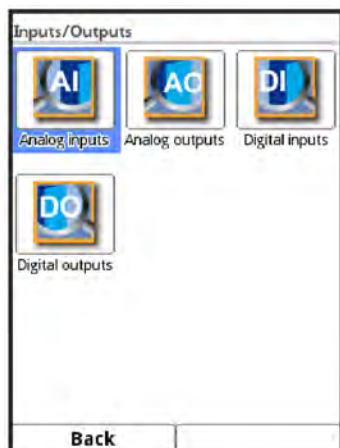 Inputs/Outputs
AI AO DI
Analog inputs Analog outputs Digital inputs
DO
Digital outputs
Back